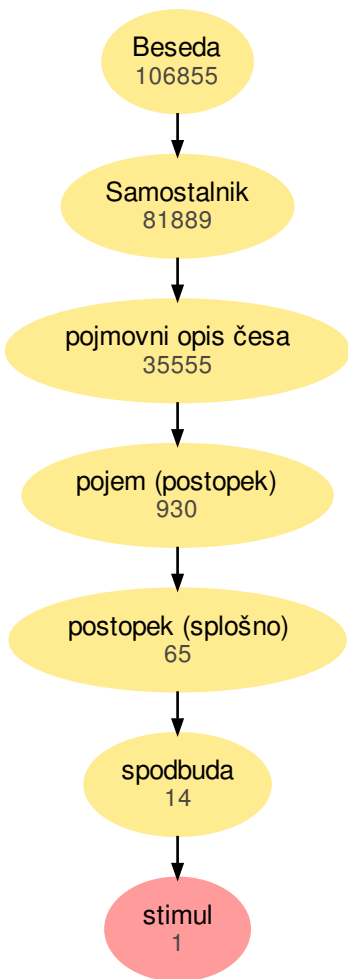 Beseda
106855
Samostalnik
81889
pojmovni opis česa
35555
pojem (postopek)
930
postopek (splošno)
65
spodbuda
14
stimul
1